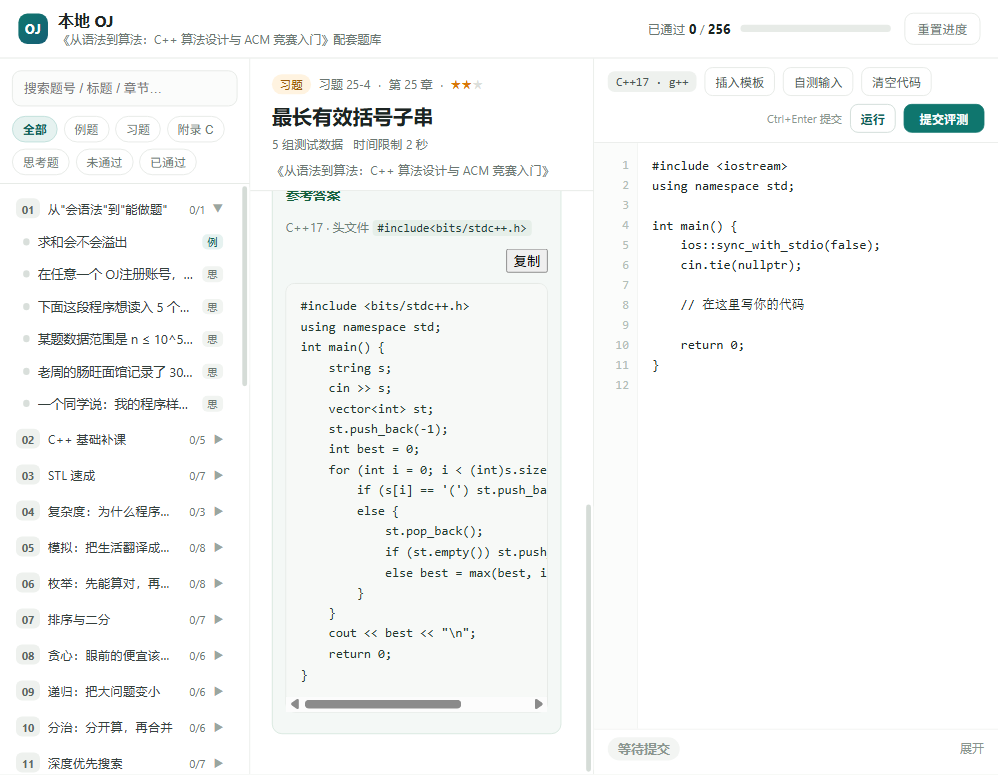 OJ
本地 OJ
《从语法到算法：C++ 算法设计与 ACM 竞赛入门》配套题库
已通过 0 / 256
重置进度
搜索题号 / 标题 / 章节…
全部
例题
习题
附录 C
思考题
未通过
已通过
01 从"会语法"到"能做题" 0/1 ▼
求和会不会溢出 例
在任意一个 OJ注册账号，... 思
下面这段程序想读入 5 个... 思
某题数据范围是 n ≤ 10^5... 思
老周的肠旺面馆记录了 30... 思
一个同学说：我的程序样... 思
02 C++ 基础补课 0/5 ▶
03 STL 速成 0/7 ▶
04 复杂度：为什么程序... 0/3 ▶
05 模拟：把生活翻译成... 0/8 ▶
06 枚举：先能算对，再... 0/8 ▶
07 排序与二分 0/7 ▶
08 贪心：眼前的便宜该... 0/6 ▶
09 递归：把大问题变小 0/6 ▶
10 分治：分开算，再合并 0/6 ▶
11 深度优先搜索 0/7 ▶
习题 习题 25-4 · 第 25 章 · ★★★
最长有效括号子串
5 组测试数据 时间限制 2 秒
《从语法到算法：C++ 算法设计与 ACM 竞赛入门》
参考答案
C++17 · 头文件 #include<bits/stdc++.h>
复制
#include <bits/stdc++.h>
using namespace std;
int main() {
    string s;
    cin >> s;
    vector<int> st;
    st.push_back(-1);
    int best = 0;
    for (int i = 0; i < (int)s.size
        if (s[i] == '(') st.push_ba
        else {
            st.pop_back();
            if (st.empty()) st.push
            else best = max(best, i
        }
    }
    cout << best << "\n";
    return 0;
}
C++17 · g++
插入模板
自测输入
清空代码
Ctrl+Enter 提交
运行
提交评测
1 #include <iostream>
2 using namespace std;
3
4 int main() {
5     ios::sync_with_stdio(false);
6     cin.tie(nullptr);
7
8     // 在这里写你的代码
9
10     return 0;
11 }
12
等待提交
展开